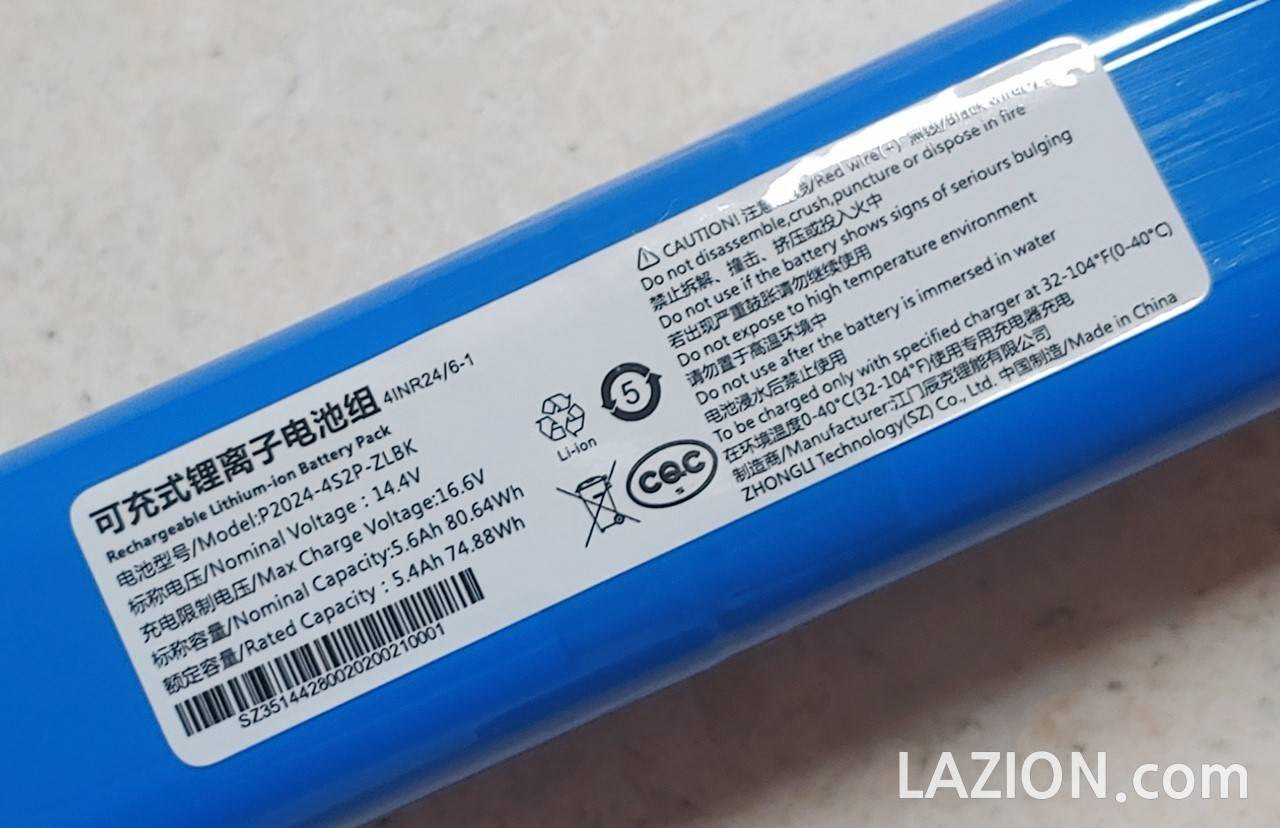 可充式锂离子电池组 4INR24/6-1
Rechargeable Lithium-ion Battery Pack
电池型号/Model:P2024-4S2P-ZLBK
标称电压/Nominal Voltage : 14.4V
充电限制电压/Max Charge Voltage:16.6V
标称容量/Nominal Capacity:5.6Ah 80.64Wh
额定容量/Rated Capacity : 5.4Ah 74.88Wh
SZ35144280020200210001
Li-ion
5
cec
S
CAUTION! 注意 /Red wire(+) 黑线/Black wire
Do not disassemble,crush,puncture or dispose in fire
禁止拆解、撞击、挤压或投入火中
Do not use if the battery shows signs of seriours bulging
若出现严重鼓胀请勿继续使用
Do not expose to high temperature environment
请勿置于高温环境中
Do not use after the battery is immersed in water
电池浸水后禁止使用
To be charged only with specified charger at 32-104°F(0-40°C)
在环境温度0-40°C(32-104°F)使用专用充电器充电
制造商/Manufacturer:江门辰克锂能有限公司
ZHONGLI Technology(SZ) Co., Ltd. 中国制造/Made in China
LAZION.com